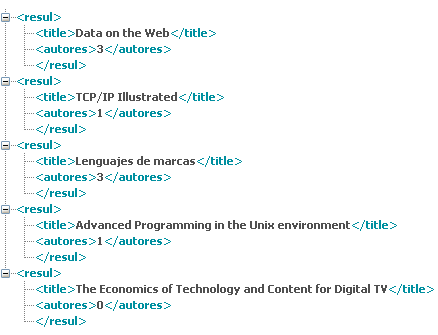 <resul>
<title>Data on the Web</title>
<autores>3</autores>
</resul>
<resul>
<title>TCP/IP Illustrated</title>
<autores>1</autores>
</resul>
<resul>
<title>Lenguajes de marcas</title>
<autores>3</autores>
</resul>
<resul>
<title>Advanced Programming in the Unix environment</title>
<autores>1</autores>
</resul>
<resul>
<title>The Economics of Technology and Content for Digital TV</title>
<autores>0</autores>
</resul>